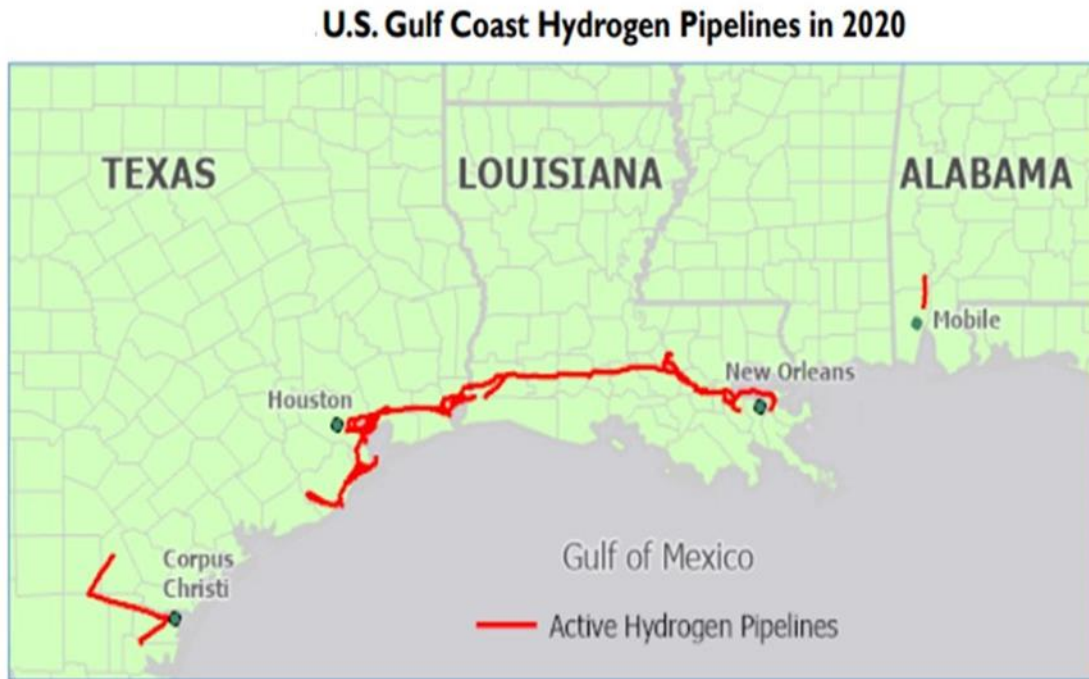 U.S. Gulf Coast Hydrogen Pipelines in 2020
TEXAS
LOUISIANA
ALABAMA
Mobile
New Orleans
Houston
Corpus
Christi
Gulf of Mexico
Active Hydrogen Pipelines